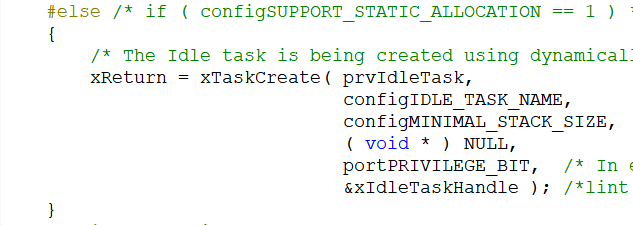 #else /* if ( configSUPPORT_STATIC_ALLOCATION == 1 )
{
/* The Idle task is being created using
xReturn = xTaskCreate( prvIdleTask,
configIDLE_TASK_NAME,
configMINIMAL_STACK_SIZE,
( void * ) NULL,
portPRIVILEGE_BIT, /* In
&xIdleTaskHandle ); /*lint
}